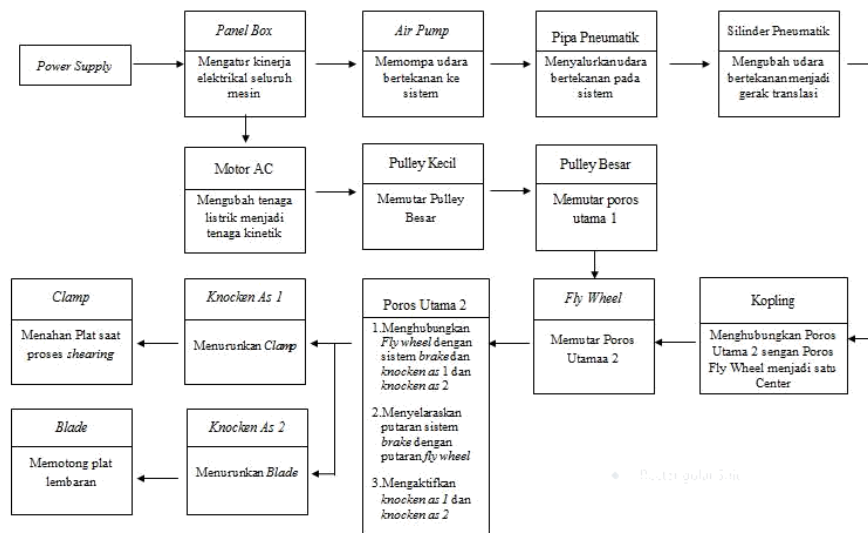 Power Supply
Panel Box
Mengatur kinerja
elektrikal seluruh
mesin
Air Pump
Memompa udara
bertekanan ke
sistem
Pipa Pneumatik
Menyalurkan udara
bertekanan pada
sistem
Silinder Pneumatik
Mengubah udara
bertekanan menjadi
gerak translasi
Motor AC
Mengubah tenaga
listrik menjadi
tenaga kinetik
Pulley Kecil
Memutar Pulley
Besar
Pulley Besar
Memutar poros
utama 1
Clamp
Menahan Plat saat
proses shearing
Knocken As 1
Menurunkan Clamp
Poros Utama 2
1.Menghubungkan
Fly wheel dengan
sistem brake dan
knocken as 1 dan
knocken as 2
2.Menyelaraskan
putaran sistem
brake dengan
putaran fly wheel
3.Mengaktifkan
knocken as 1 dan
knocken as 2
Fly Wheel
Memutar Poros
Utamaa 2
Kopling
Menghubungkan Poros
Utama 2 sengan Poros
Fly Wheel menjadi satu
Center
Blade
Memotong plat
lembaran
Knocken As 2
Menurunkan Blade